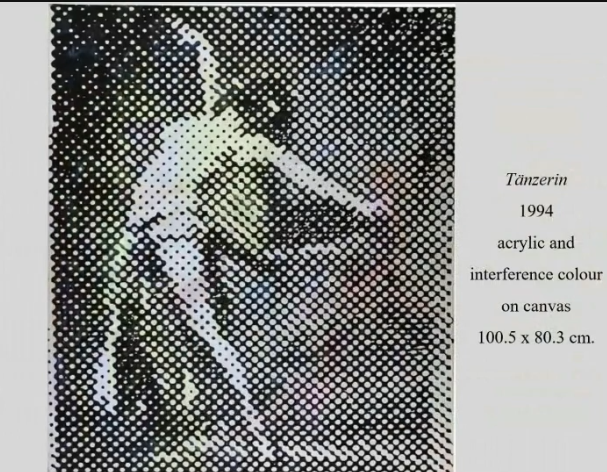 Tänzerin
1994
acrylic and
interference colour
on canvas
100.5 x 80.3 cm.